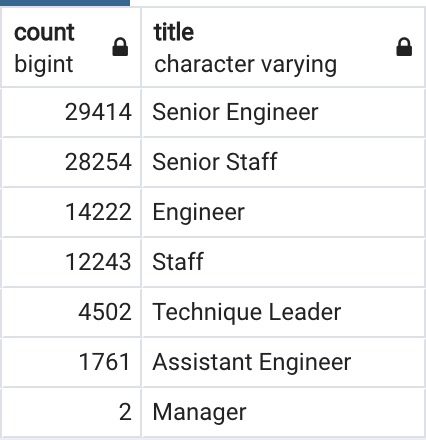 count title
bigint character varying
29414 Senior Engineer
28254 Senior Staff
14222 Engineer
12243 Staff
4502 Technique Leader
1761 Assistant Engineer
2 Manager